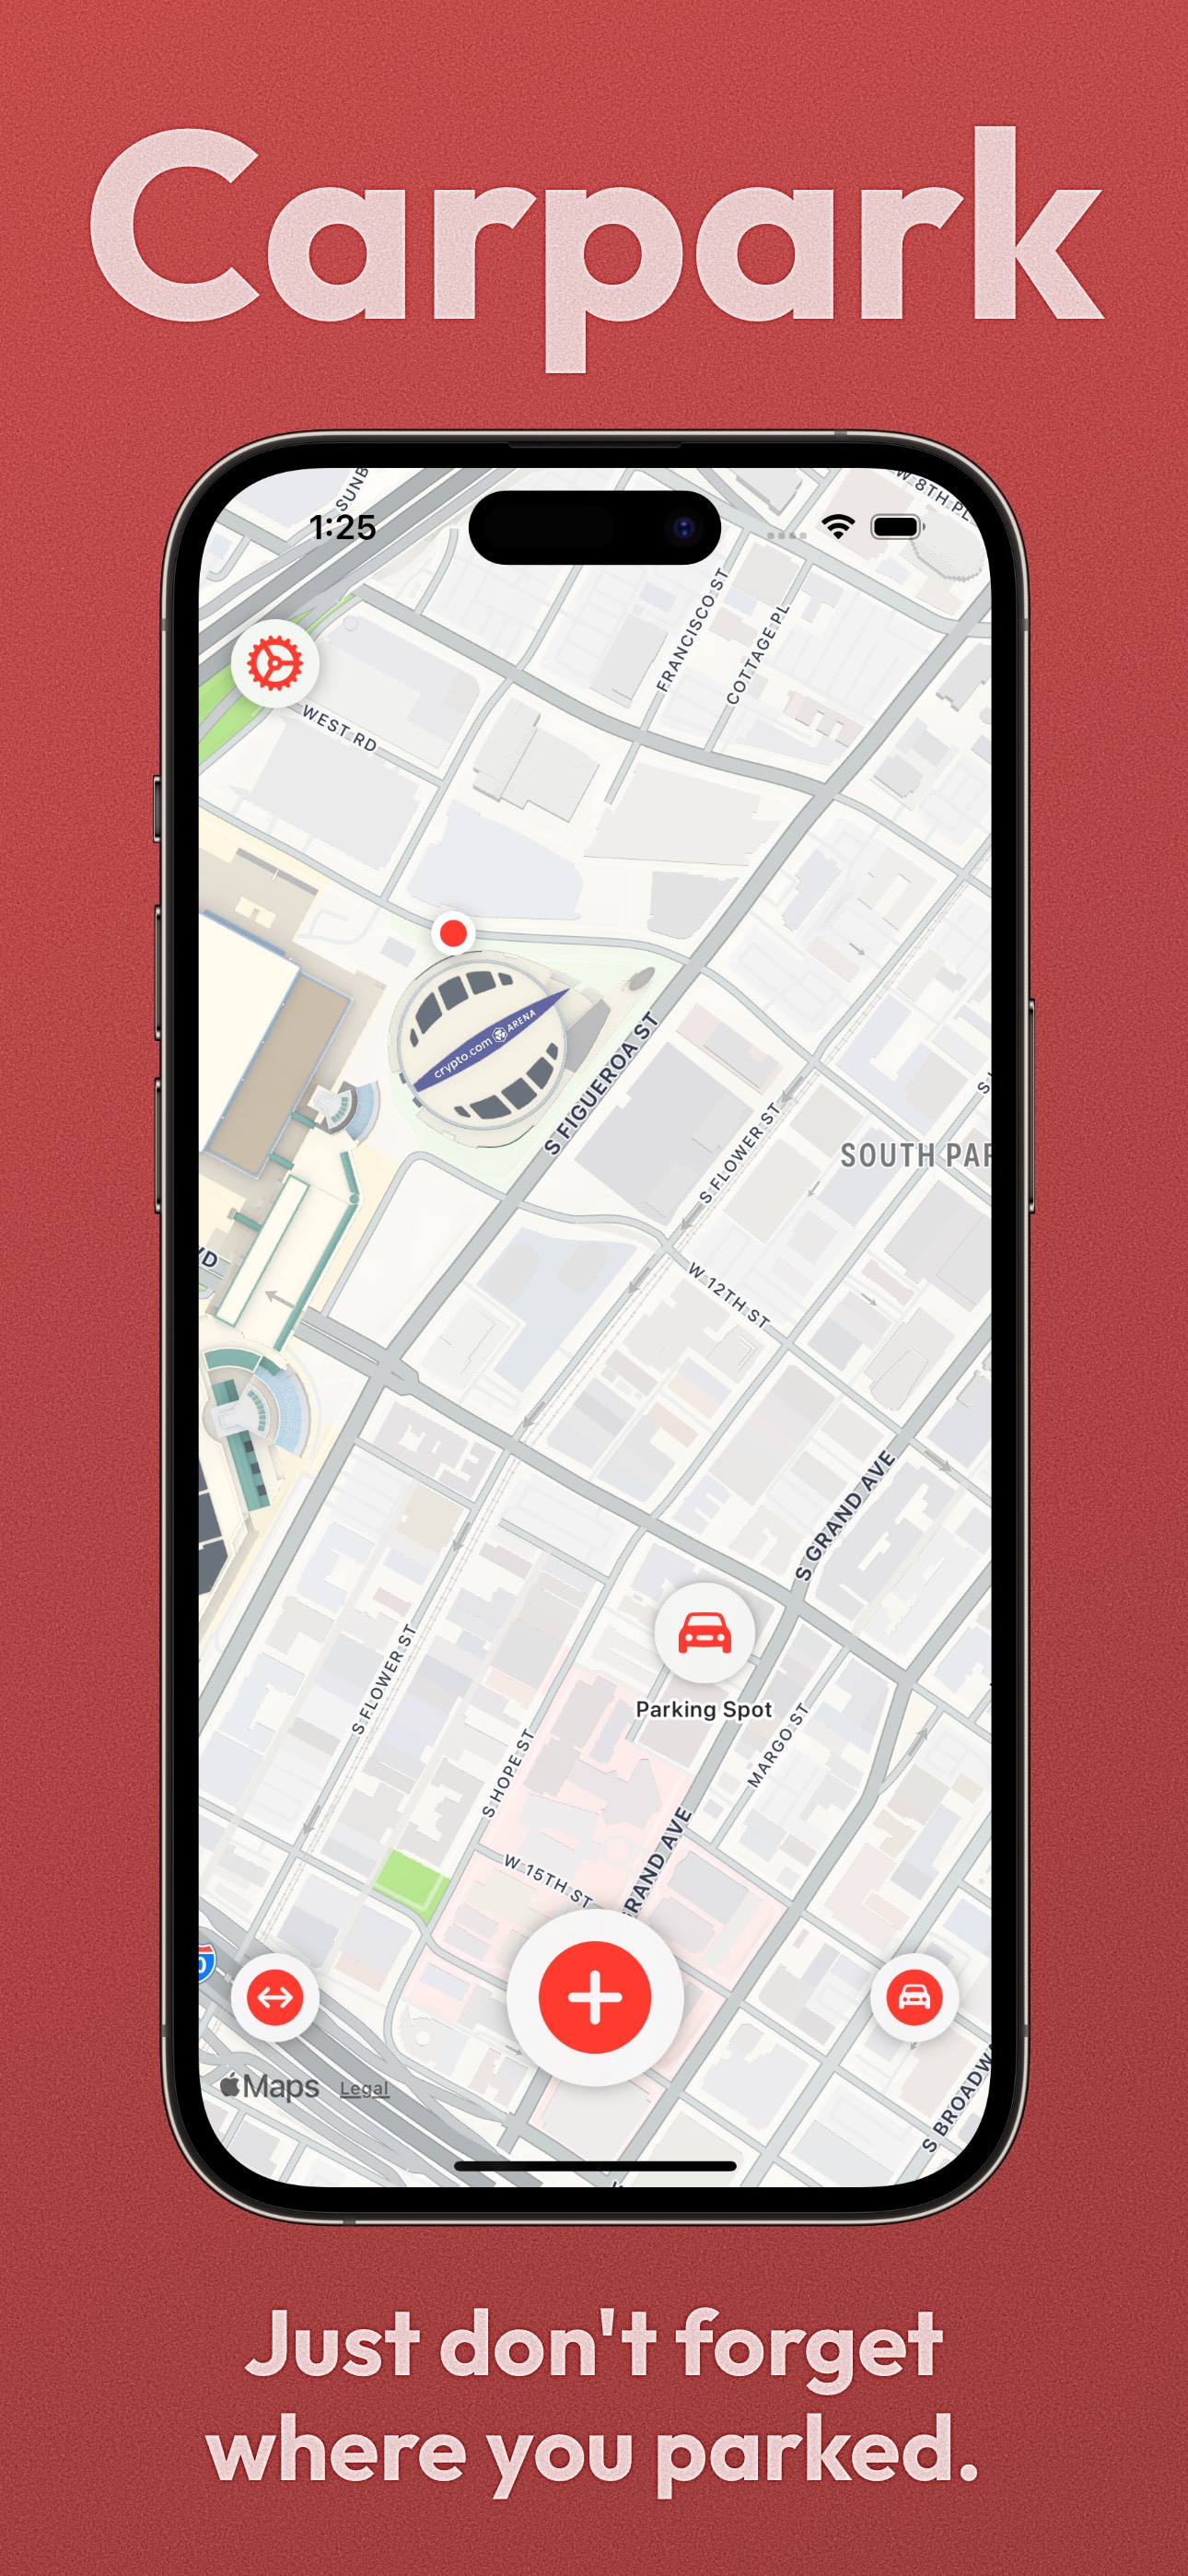 Carpark
1:25
SUNB
W 8TH PL
FRANCISCO ST
COTTAGE PL
WEST RD
crypto.com ARENA
S FIGUEROA ST
S FLOWER ST
SOUTH PAR
VD
W 12TH ST
S GRAND AVE
Parking Spot
S FLOWER ST
MARGO ST
S HOPE ST
W 15TH ST
RAND AVE
0
Maps Legal
S BROADW
Just don't forget
where you parked.